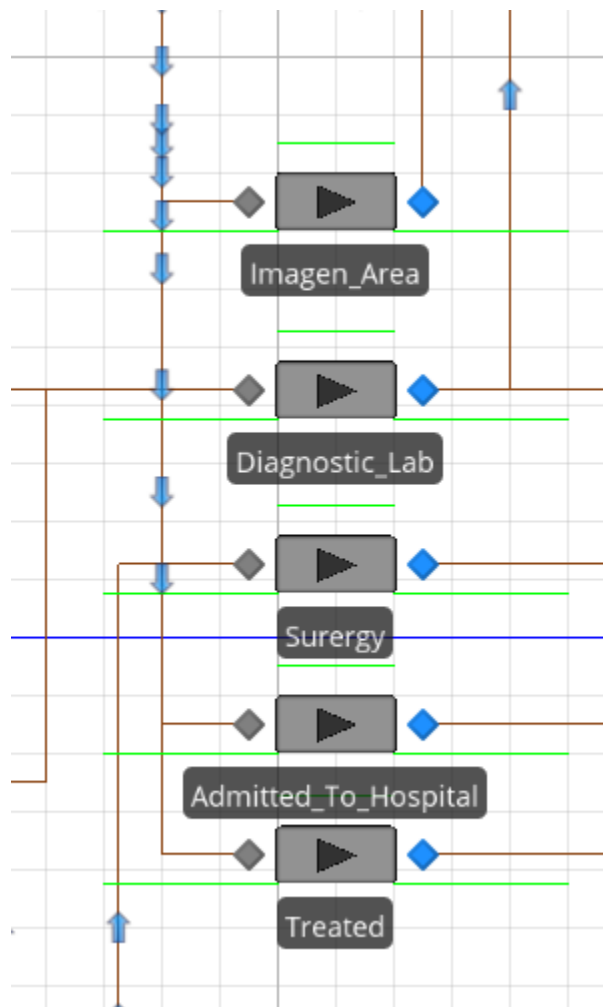 Imagen_Area
Diagnostic_Lab
Surergy
Admitted_To_Hospital
Treated